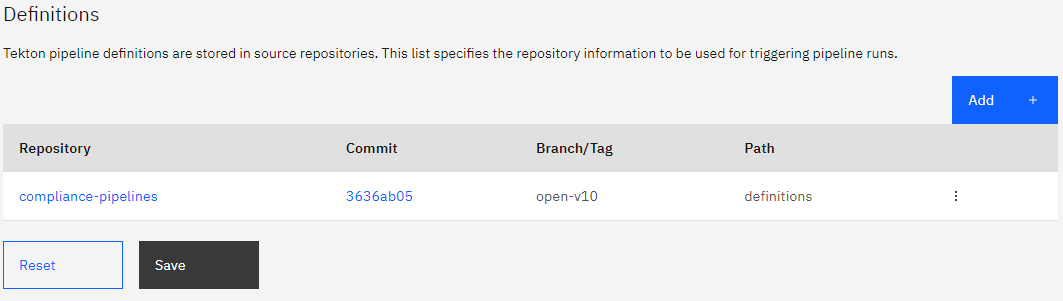 Definitions
Tekton pipeline definitions are stored in source repositories. This list specifies the repository information to be used for triggering pipeline runs.
Add +
Repository Commit Branch/Tag Path
compliance-pipelines 3636ab05 open-v10 definitions
Reset Save